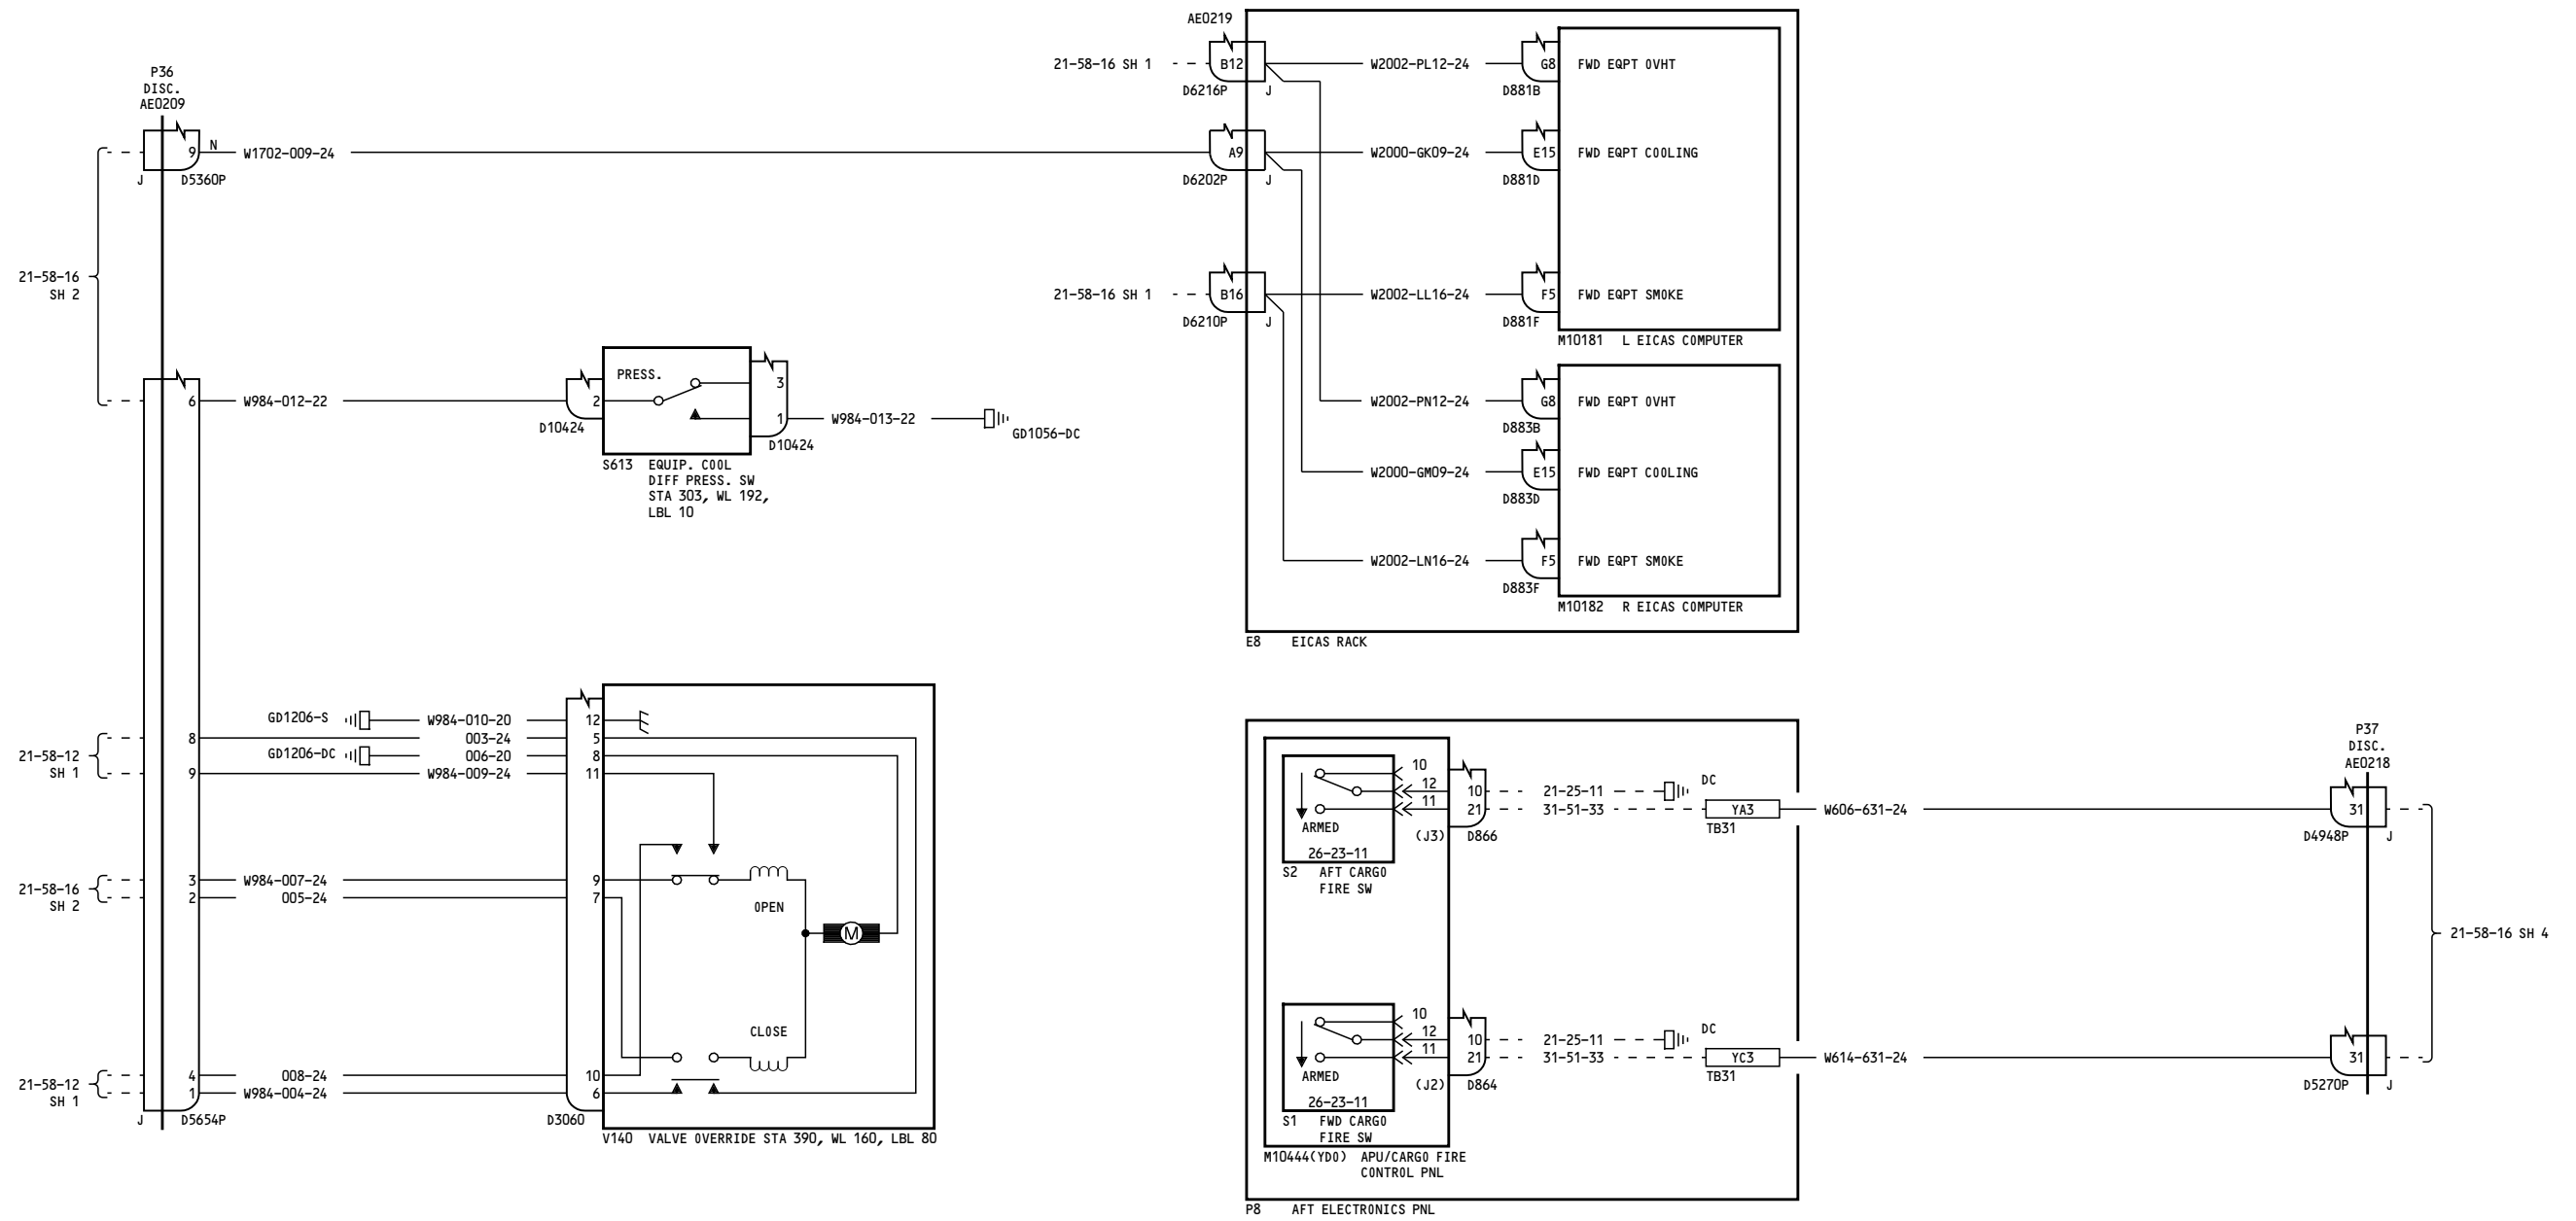 P36
DISC.
AE0209
9
N
W1702-009-24
J
D5360P
21-58-16
SH 2
6
W984-012-22
D10424
2
PRESS.
3
1
D10424
W984-013-22
GD1056-DC
S613 EQUIP. COOL
DIFF PRESS. SW
STA 303, WL 192,
LBL 10
21-58-12
SH 1
8
9
GD1206-S
W984-010-20
003-24
GD1206-DC
006-20
W984-009-24
12
5
8
11
21-58-16
SH 2
3
2
W984-007-24
005-24
9
7
OPEN
M
CLOSE
21-58-12
SH 1
4
1
008-24
W984-004-24
10
6
J
D5654P
D3060
V140 VALVE OVERRIDE STA 390, WL 160, LBL 80
AE0219
21-58-16 SH 1
B12
D6216P
J
W2002-PL12-24
G8
D881B
FWD EQPT OVHT
A9
D6202P
J
W2000-GK09-24
E15
D881D
FWD EQPT COOLING
21-58-16 SH 1
B16
D6210P
J
W2002-LL16-24
F5
D881F
FWD EQPT SMOKE
M10181 L EICAS COMPUTER
W2002-PN12-24
G8
D883B
FWD EQPT OVHT
W2000-GM09-24
E15
D883D
FWD EQPT COOLING
W2002-LN16-24
F5
D883F
FWD EQPT SMOKE
M10182 R EICAS COMPUTER
E8 EICAS RACK
10
12
11
ARMED
26-23-11
S2 AFT CARGO
FIRE SW
(J3)
10
21
D866
21-25-11
DC
31-51-33
YA3
TB31
W606-631-24
P37
DISC.
AE0218
31
D4948P
J
21-58-16 SH 4
10
12
11
ARMED
26-23-11
S1 FWD CARGO
FIRE SW
(J2)
10
21
D864
21-25-11
DC
31-51-33
YC3
TB31
W614-631-24
31
D5270P
J
M10444(YDO) APU/CARGO FIRE
CONTROL PNL
P8 AFT ELECTRONICS PNL